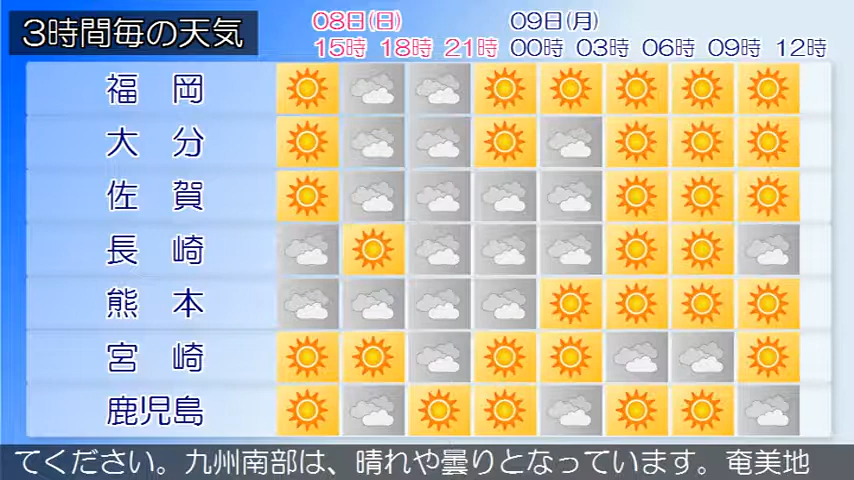 3時間毎の天気
08日(日) 09日(月)
15時 18時 21時 00時 03時 06時 09時 12時
福 岡
大 分
佐 賀
長 崎
熊 本
宮 崎
鹿児島
てください。九州南部は、晴れや曇りとなっています。奄美地